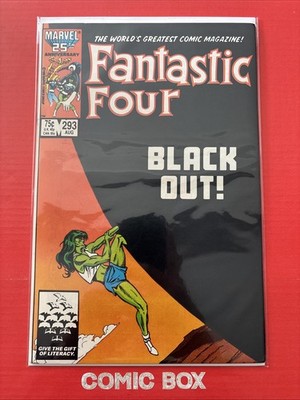 MARVEL
25TH
ANNIVERSARY
THE WORLD'S GREATEST COMIC MAGAZINE!
Fantastic
Four
75¢
293
AUG
BLACK
OUT!
GIVE THE GIFT
OF LITERACY.
COMIC BOX